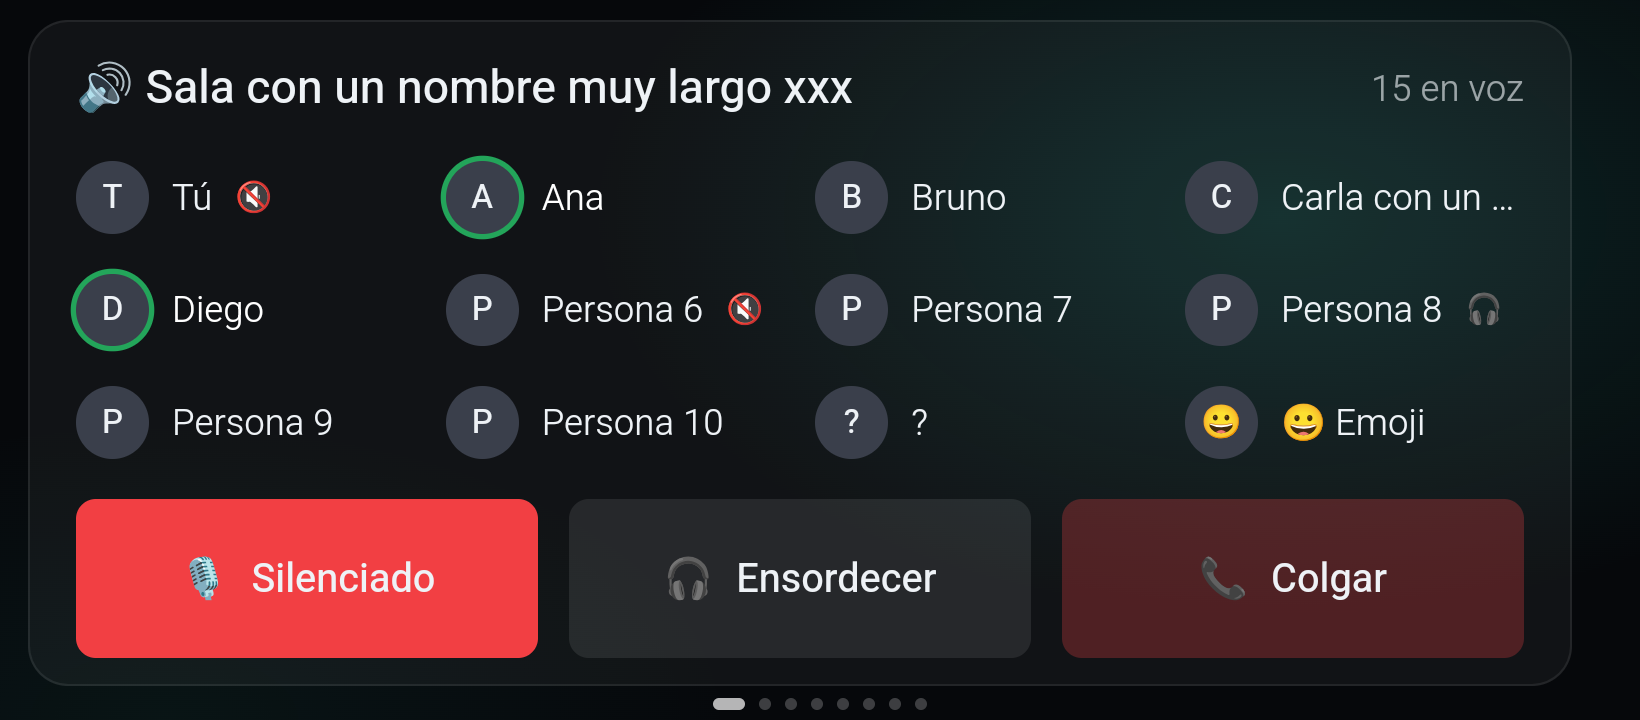 🔊 Sala con un nombre muy largo xxx 15 en voz
T Tú 🔇 A Ana B Bruno C Carla con un ...
D Diego P Persona 6 🔇 P Persona 7 P Persona 8 🎧
P Persona 9 P Persona 10 ? ? 😀 😀 Emoji
🎙️ Silenciado 🎧 Ensordecer 📞 Colgar